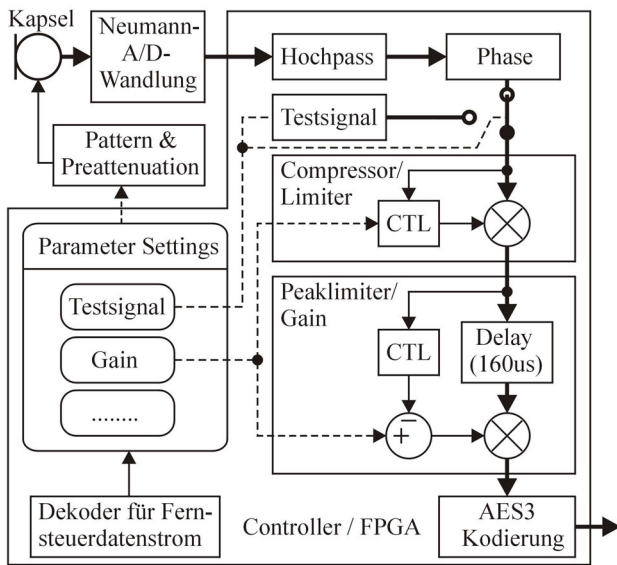 Kapsel
Neumann-
A/D-
Wandlung
Hochpass
Phase
Testsignal
Pattern &
Preattenuation
Compressor/
Limiter
CTL
Parameter Settings
Testsignal
Gain
........
Peaklimiter/
Gain
CTL
Delay
(160us)
+ −
Dekoder für Fern-
steuerdatenstrom
Controller / FPGA
AES3
Kodierung